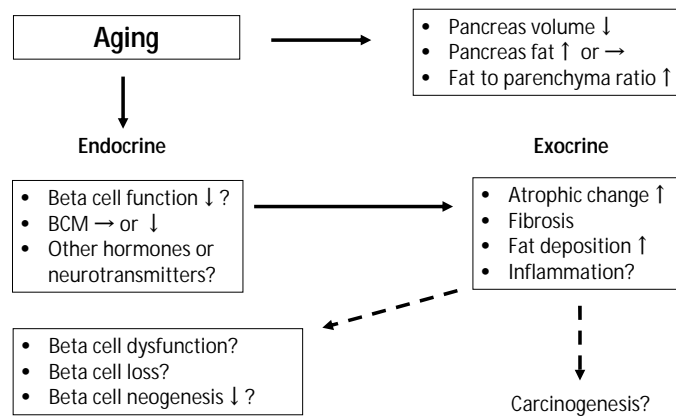 Aging
• Pancreas volume ↓
• Pancreas fat ↑ or →
• Fat to parenchyma ratio ↑
Endocrine
Exocrine
• Beta cell function ↓ ?
• BCM → or ↓
• Other hormones or
neurotransmitters?
• Atrophic change ↑
• Fibrosis
• Fat deposition ↑
• Inflammation?
• Beta cell dysfunction?
• Beta cell loss?
• Beta cell neogenesis ↓ ?
Carcinogenesis?